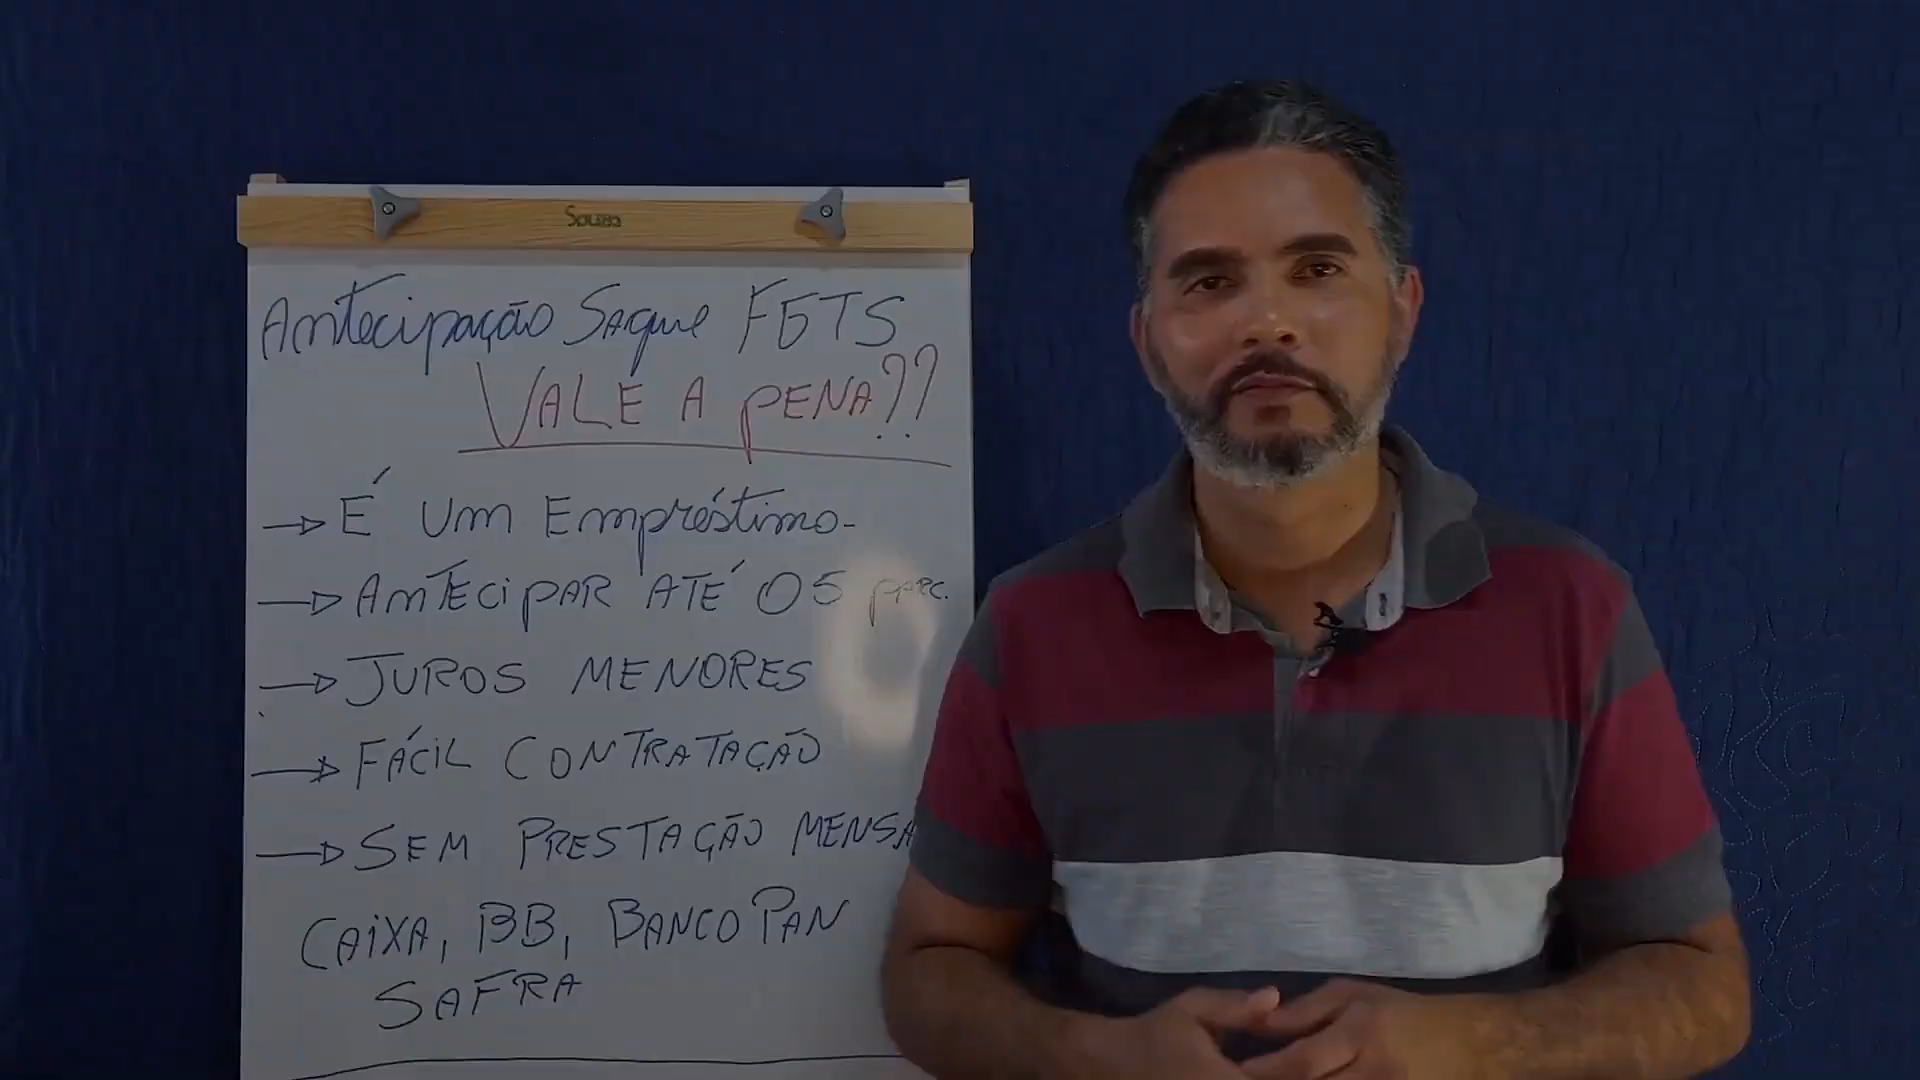 Souza
Antecipação Saque FGTS
VALE A PENA??
→ É um Empréstimo-
→ ANTECiPAR ATÉ 05 PARC.
→ JUROS MENORES
→ FÁCiL CONTRATAÇÃO
→ SEM PRESTAÇÃO MENSA
CAiXA, BB, BANCO PAN
SAFRA